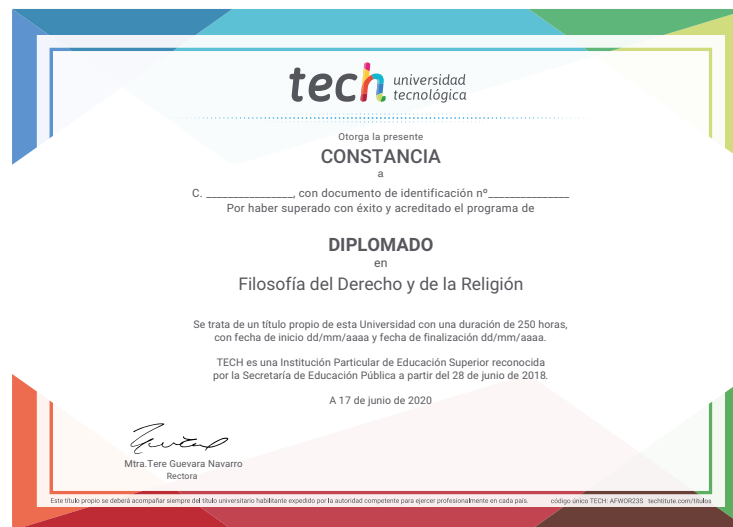 tech universidad
tecnológica
Otorga la presente
CONSTANCIA
a
C. ________________, con documento de identificación nº_______________
Por haber superado con éxito y acreditado el programa de
DIPLOMADO
en
Filosofía del Derecho y de la Religión
Se trata de un título propio de esta Universidad con una duración de 250 horas,
con fecha de inicio dd/mm/aaaa y fecha de finalización dd/mm/aaaa.
TECH es una Institución Particular de Educación Superior reconocida
por la Secretaría de Educación Pública a partir del 28 de junio de 2018.
A 17 de junio de 2020
Mtra.Tere Guevara Navarro
Rectora
Este título propio se deberá acompañar siempre del título universitario habilitante expedido por la autoridad competente para ejercer profesionalmente en cada país. código único TECH: AFWOR23S techtitute.com/titulos